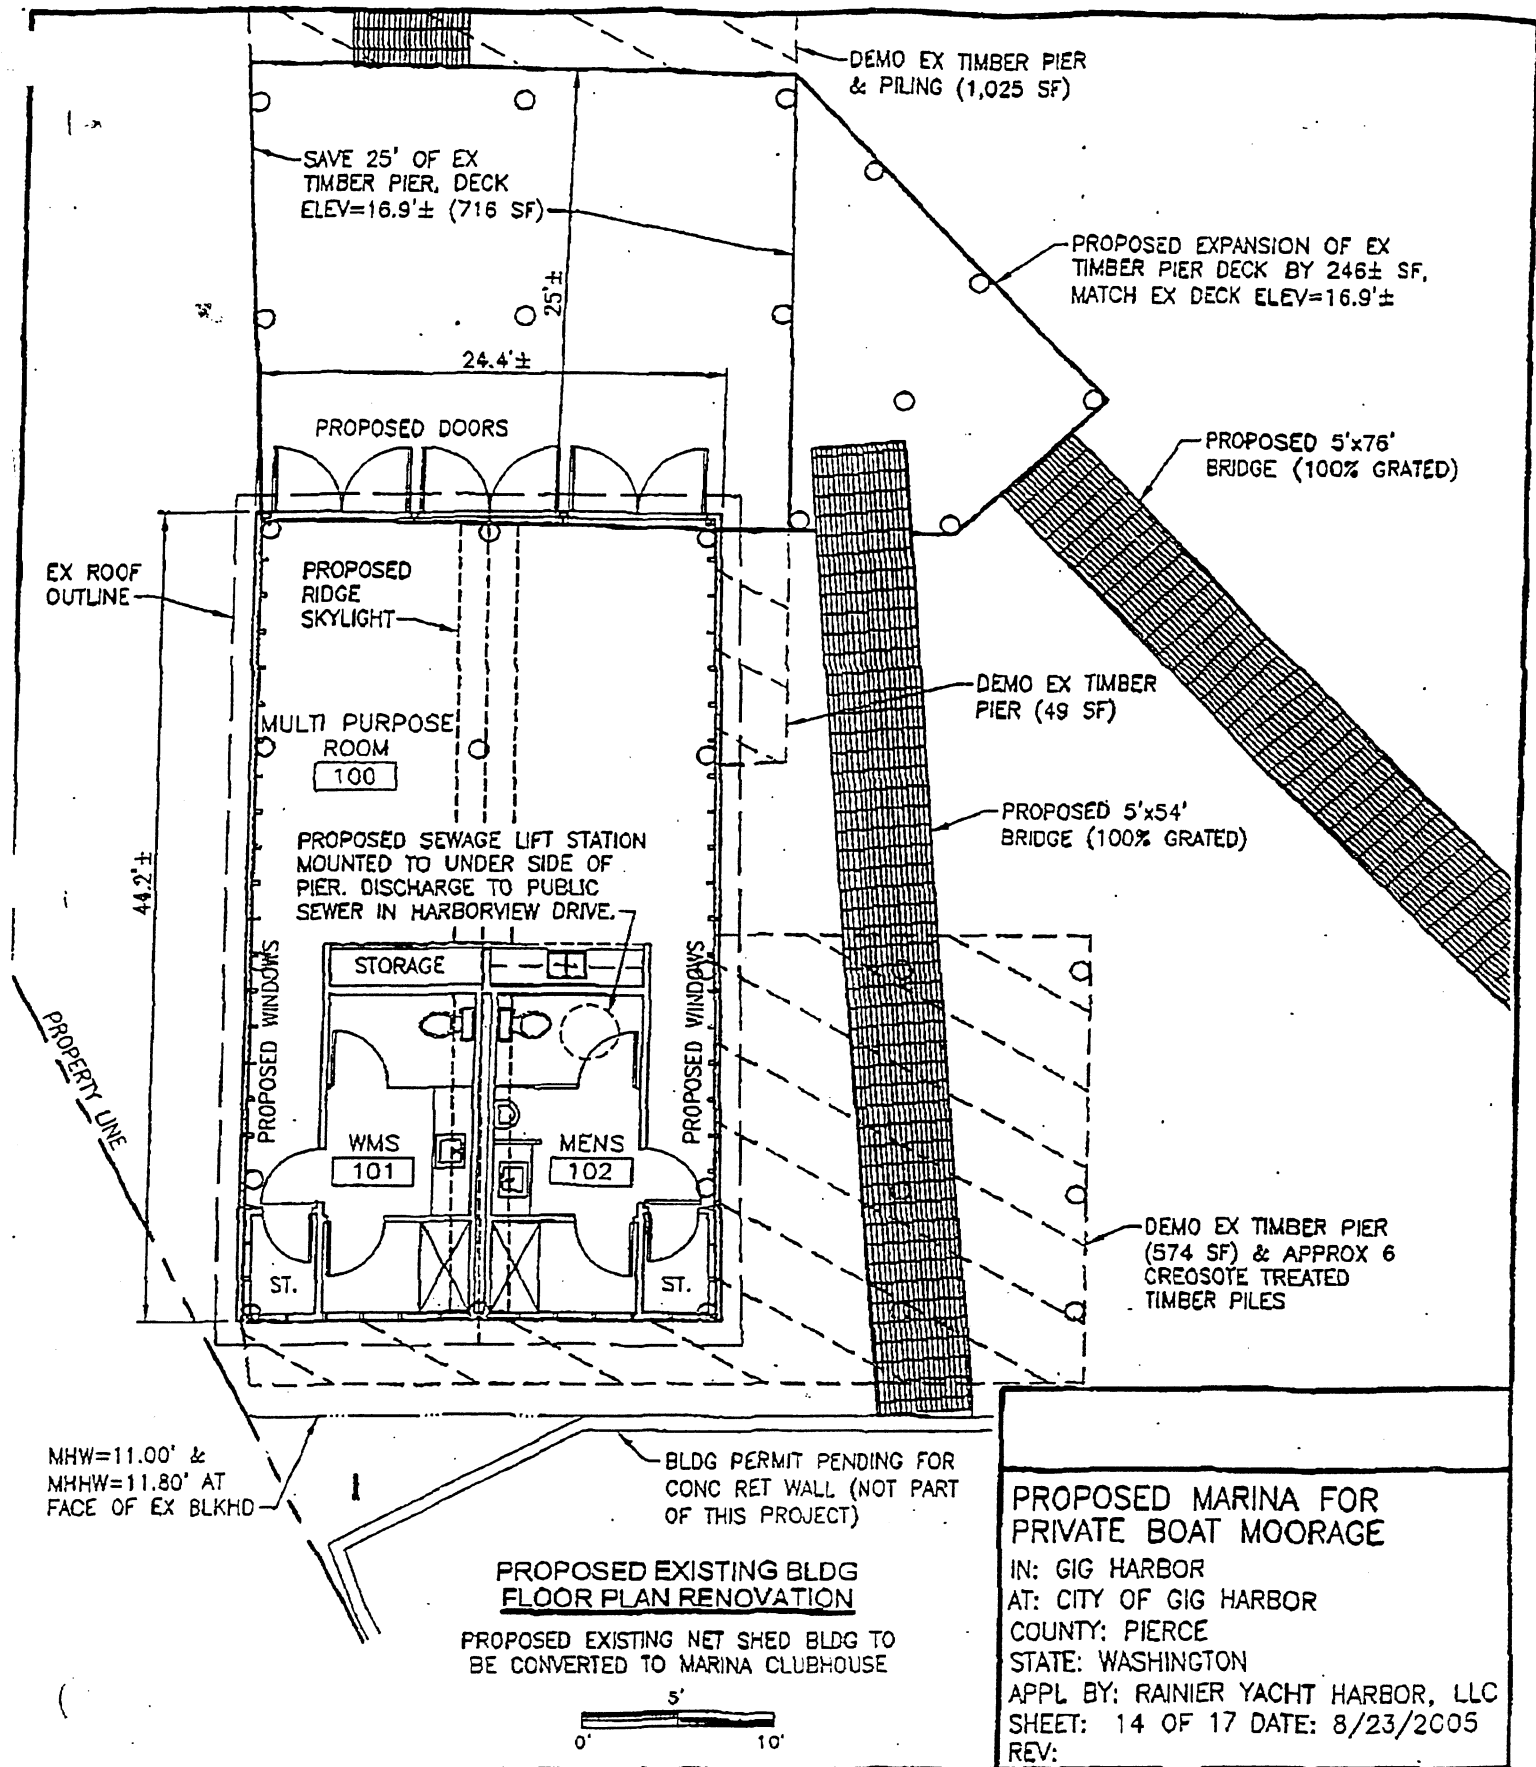 DEMO EX TIMBER PIER
& PILING (1,025 SF)
SAVE 25' OF EX
TIMBER PIER, DECK
ELEV=16.9'± (716 SF)
PROPOSED EXPANSION OF EX
TIMBER PIER DECK BY 246± SF,
MATCH EX DECK ELEV=16.9'±
25'±
24.4'±
PROPOSED DOORS
PROPOSED 5'x76'
BRIDGE (100% GRATED)
EX ROOF
OUTLINE
PROPOSED
RIDGE
SKYLIGHT
DEMO EX TIMBER
PIER (49 SF)
MULTI PURPOSE
ROOM
100
PROPOSED 5'x54'
BRIDGE (100% GRATED)
PROPOSED SEWAGE LIFT STATION
MOUNTED TO UNDER SIDE OF
PIER. DISCHARGE TO PUBLIC
SEWER IN HARBORVIEW DRIVE.
44.2'±
STORAGE
PROPOSED WINDOWS
PROPOSED WINDOWS
PROPERTY LINE
WMS
101
MENS
102
DEMO EX TIMBER PIER
(574 SF) & APPROX 6
CREOSOTE TREATED
TIMBER PILES
ST.
ST.
MHW=11.00' &
MHHW=11.80' AT
FACE OF EX BLKHD
BLDG PERMIT PENDING FOR
CONC RET WALL (NOT PART
OF THIS PROJECT)
PROPOSED EXISTING BLDG
FLOOR PLAN RENOVATION
PROPOSED EXISTING NET SHED BLDG TO
BE CONVERTED TO MARINA CLUBHOUSE
5'
0'
10'
PROPOSED MARINA FOR
PRIVATE BOAT MOORAGE
IN: GIG HARBOR
AT: CITY OF GIG HARBOR
COUNTY: PIERCE
STATE: WASHINGTON
APPL BY: RAINIER YACHT HARBOR, LLC
SHEET: 14 OF 17 DATE: 8/23/2005
REV: